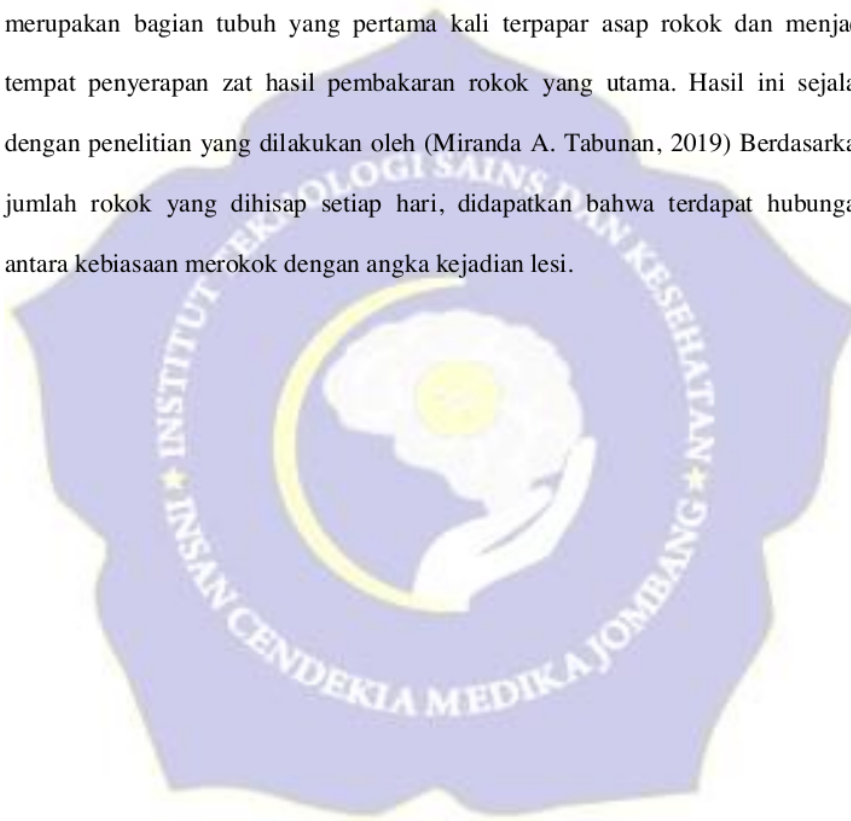 merupakan bagian tubuh yang pertama kali terpapar asap rokok dan menja
tempat penyerapan zat hasil pembakaran rokok yang utama. Hasil ini sejala
dengan penelitian yang dilakukan oleh (Miranda A. Tabunan, 2019) Berdasarka
jumlah rokok yang dihisap setiap hari, didapatkan bahwa terdapat hubunga
antara kebiasaan merokok dengan angka kejadian lesi.
INSTITUT TEKNOLOGI SAINS DAN KESEHATAN
INSAN CENDEKIA MEDIKA JOMBANG